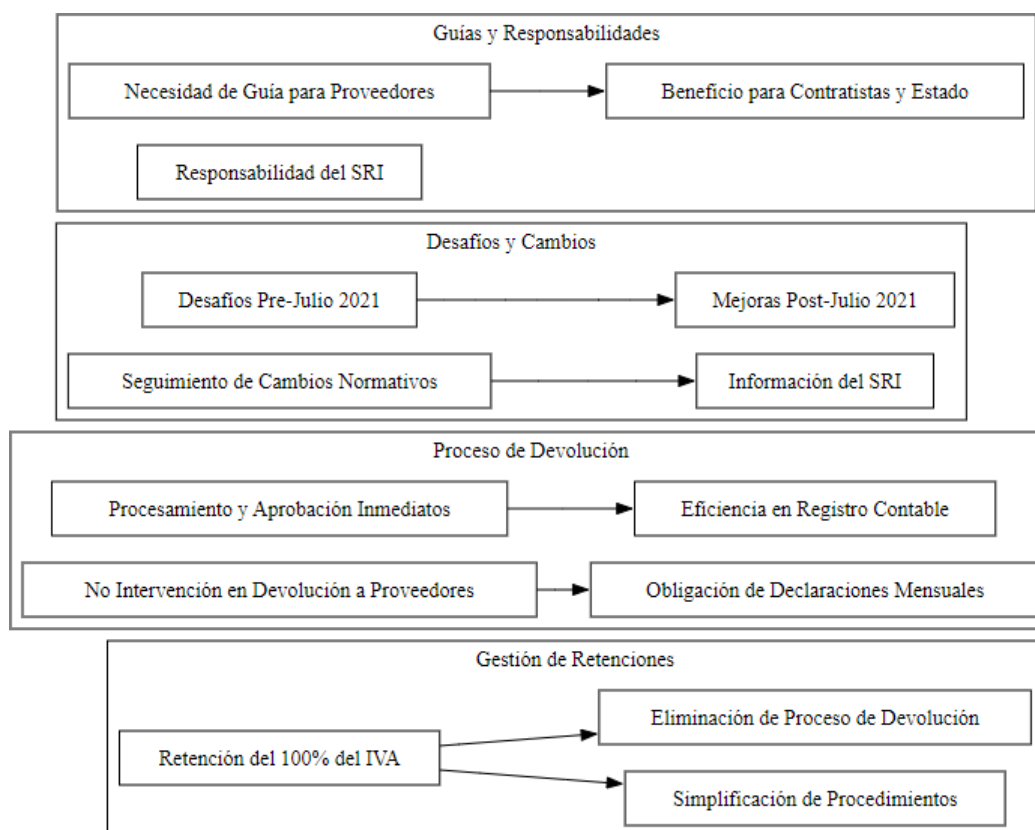 Guías y Responsabilidades
Necesidad de Guía para Proveedores
Beneficio para Contratistas y Estado
Responsabilidad del SRI
Desafíos y Cambios
Desafíos Pre-Julio 2021
Mejoras Post-Julio 2021
Seguimiento de Cambios Normativos
Información del SRI
Proceso de Devolución
Procesamiento y Aprobación Inmediatos
Eficiencia en Registro Contable
No Intervención en Devolución a Proveedores
Obligación de Declaraciones Mensuales
Gestión de Retenciones
Eliminación de Proceso de Devolución
Retención del 100% del IVA
Simplificación de Procedimientos